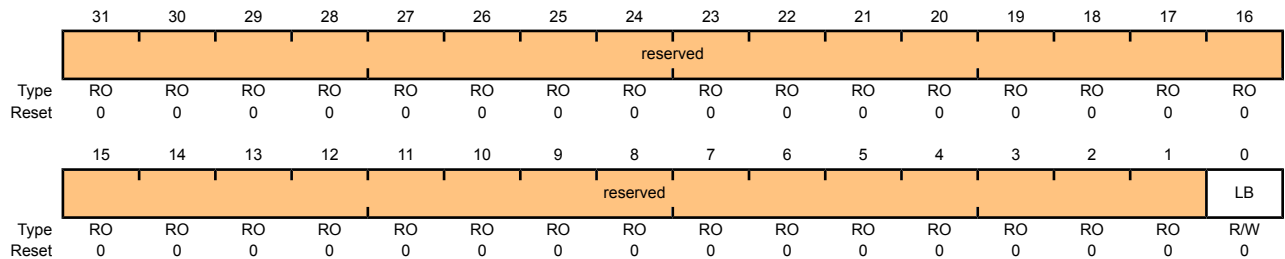 31 30 29 28 27 26 25 24 23 22 21 20 19 18 17 16
reserved
Type RO RO RO RO RO RO RO RO RO RO RO RO RO RO RO RO
Reset 0 0 0 0 0 0 0 0 0 0 0 0 0 0 0 0
15 14 13 12 11 10 9 8 7 6 5 4 3 2 1 0
reserved LB
Type RO RO RO RO RO RO RO RO RO RO RO RO RO RO RO R/W
Reset 0 0 0 0 0 0 0 0 0 0 0 0 0 0 0 0